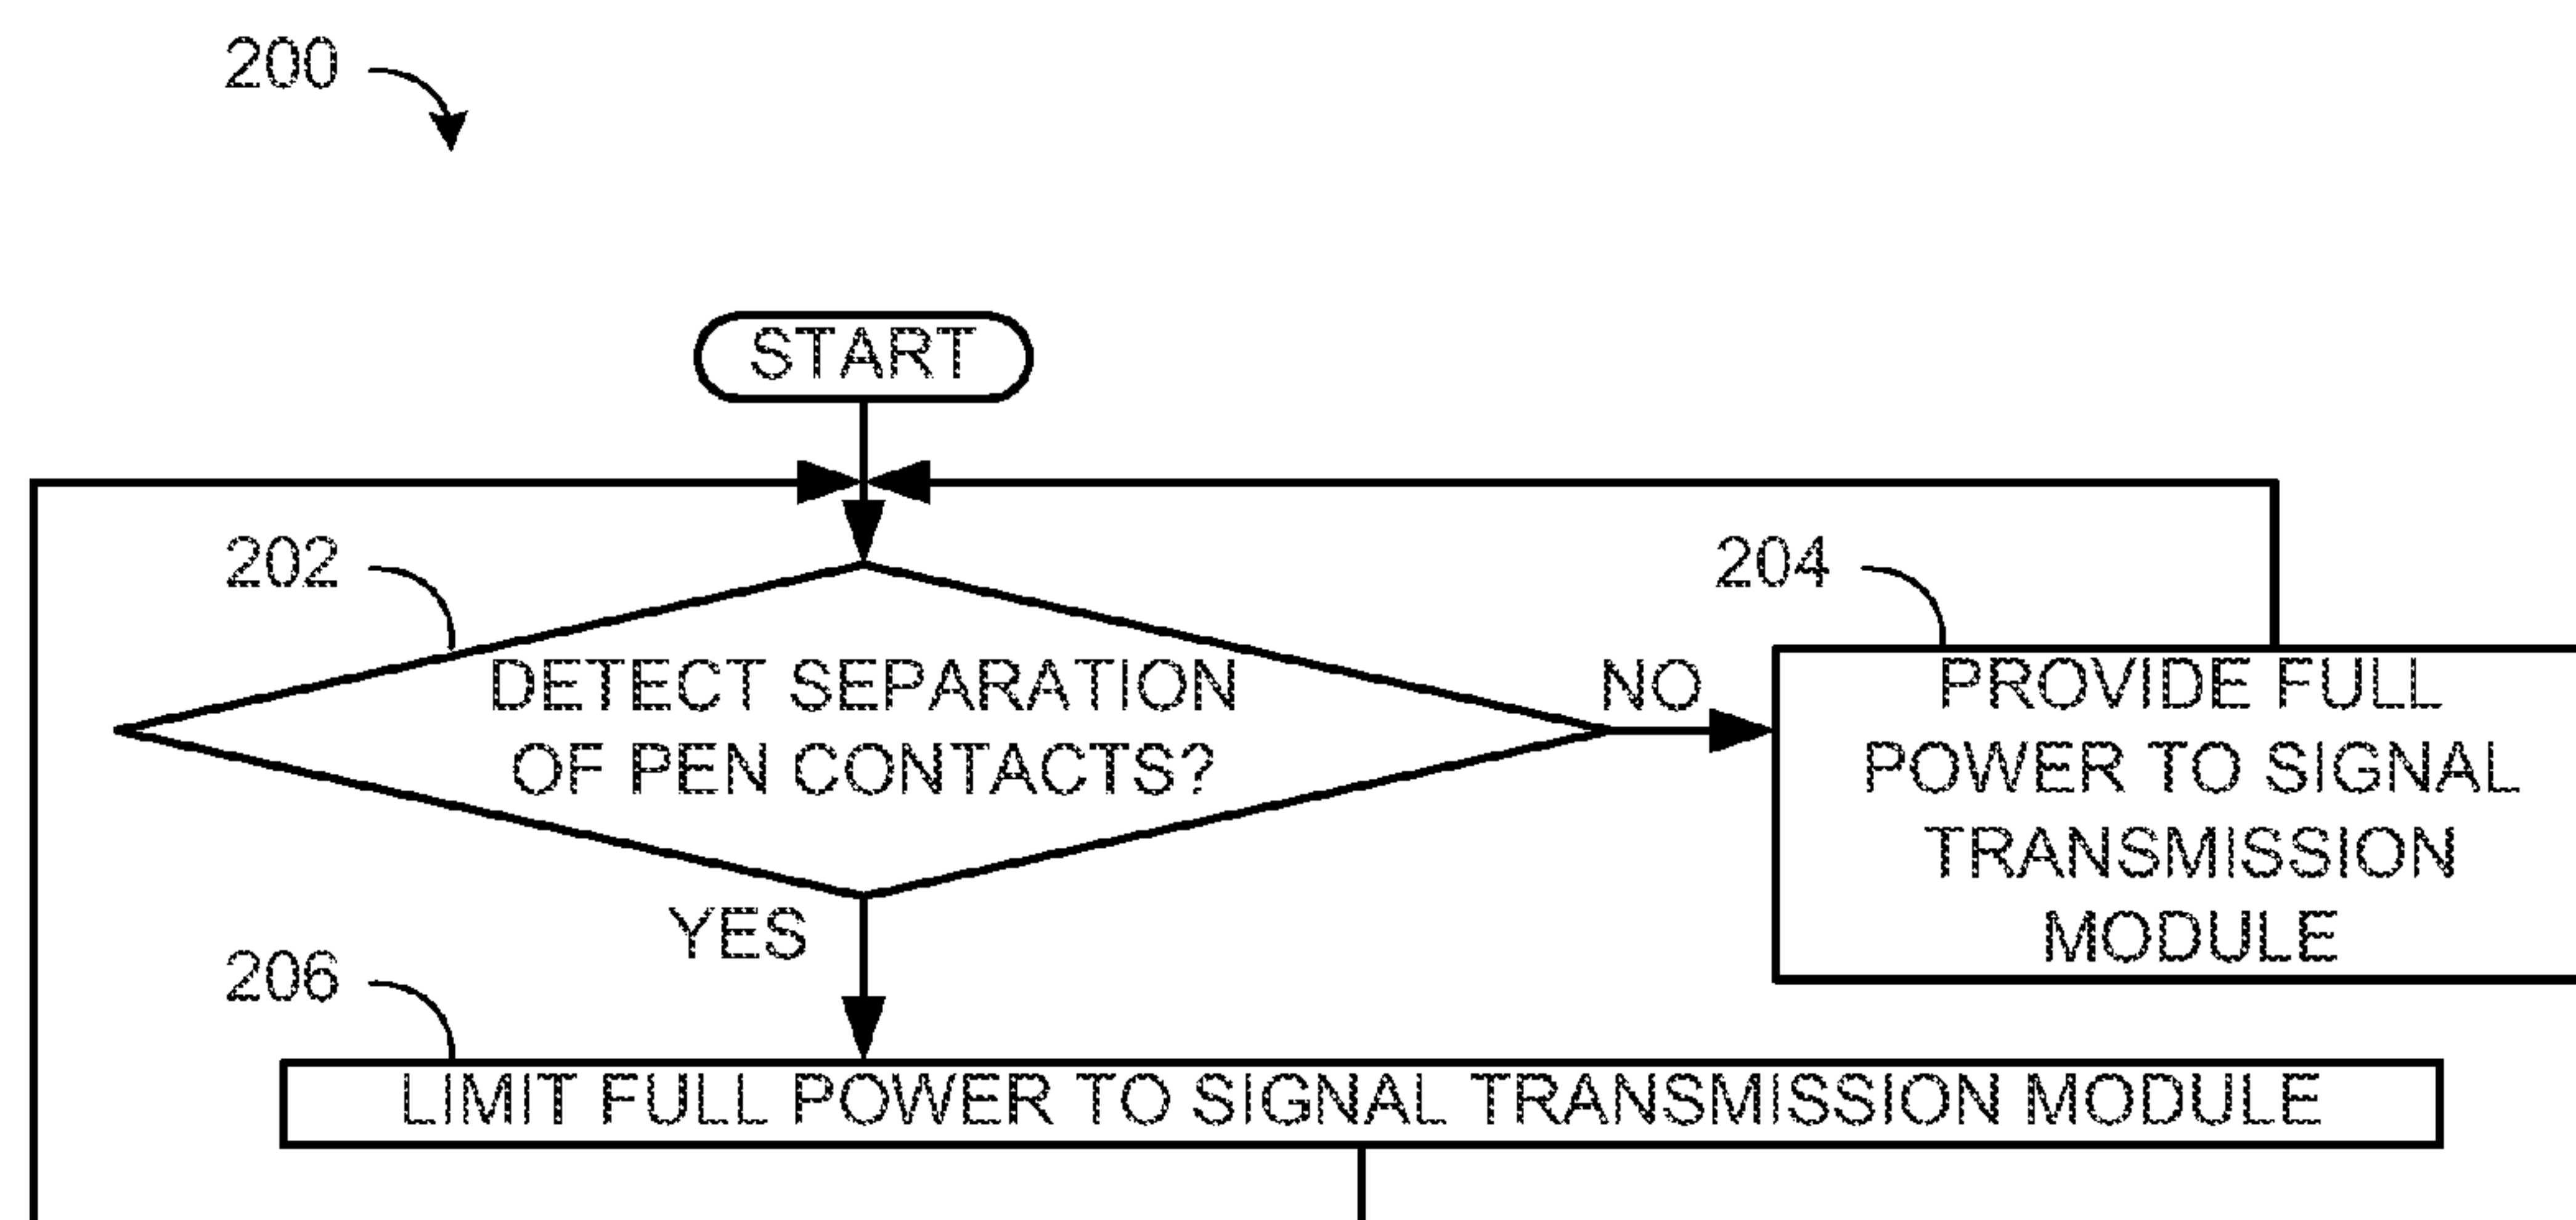 200
START
202
DETECT SEPARATION
OF PEN CONTACTS?
NO
204
PROVIDE FULL
POWER TO SIGNAL
TRANSMISSION
MODULE
YES
206
LIMIT FULL POWER TO SIGNAL TRANSMISSION MODULE